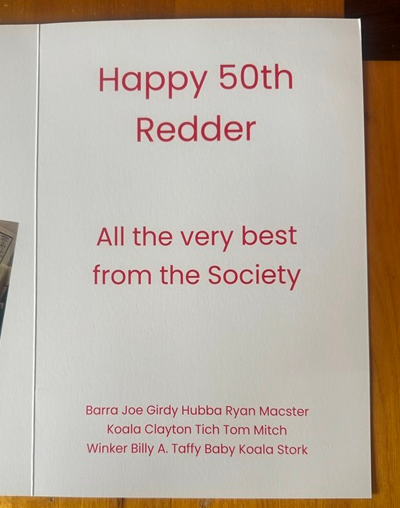 Happy 50th
Redder
All the very best
from the Society
Barra Joe Girdy Hubba Ryan Macster
Koala Clayton Tich Tom Mitch
Winker Billy A. Taffy Baby Koala Stork